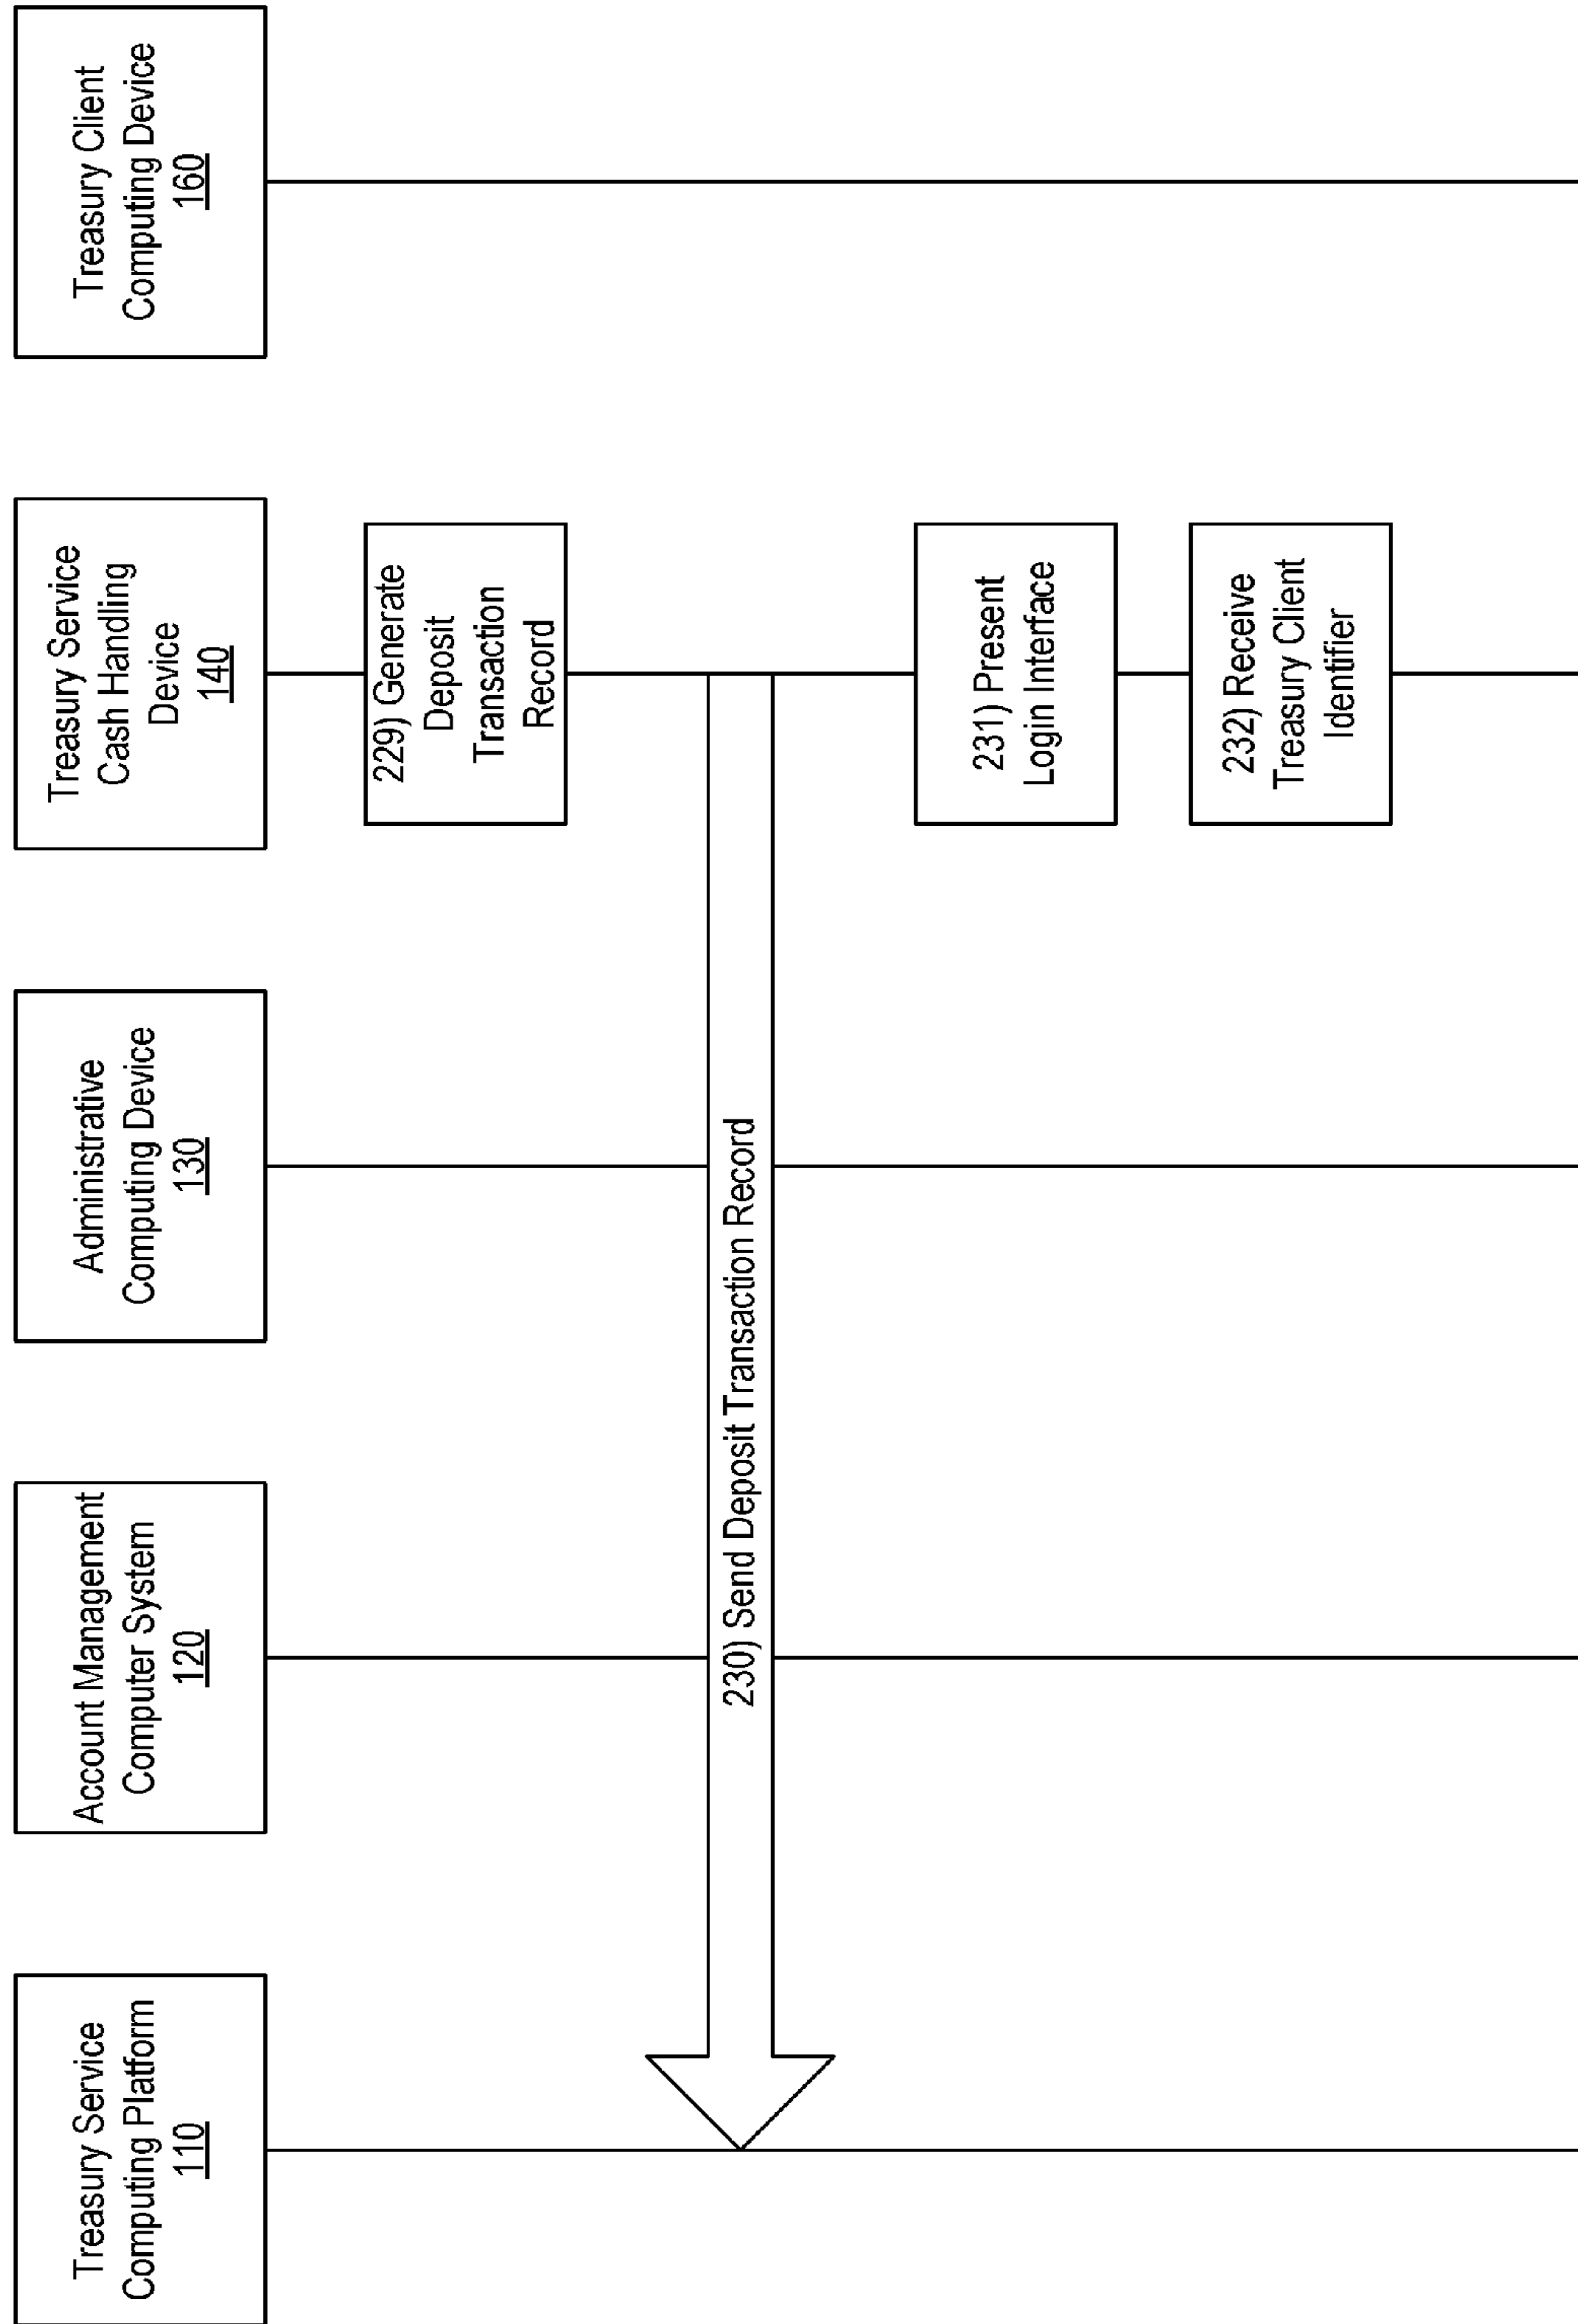 Treasury Service
Computing Platform
110
Account Management
Computer System
120
Administrative
Computing Device
130
Treasury Service
Cash Handling
Device
140
Treasury Client
Computing Device
160
229) Generate
Deposit
Transaction
Record
230) Send Deposit Transaction Record
231) Present
Login Interface
232) Receive
Treasury Client
Identifier